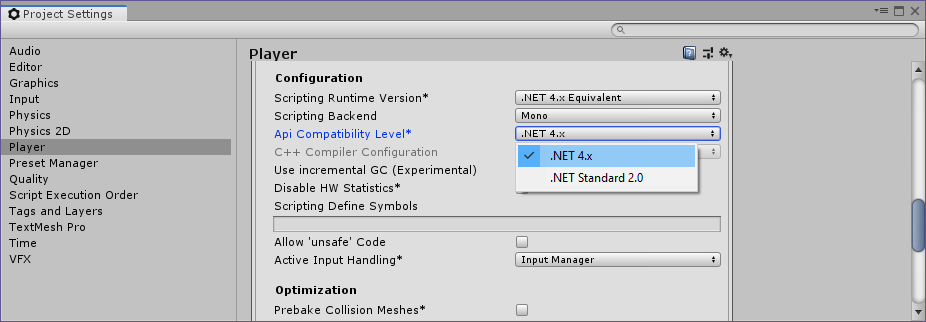 Project Settings
Audio
Editor
Graphics
Input
Physics
Physics 2D
Player
Preset Manager
Quality
Script Execution Order
Tags and Layers
TextMesh Pro
Time
VFX
Player
Configuration
Scripting Runtime Version* .NET 4.x Equivalent
Scripting Backend Mono
Api Compatibility Level* .NET 4.x
C++ Compiler Configuration
.NET 4.x
.NET Standard 2.0
Use incremental GC (Experimental)
Disable HW Statistics*
Scripting Define Symbols
Allow 'unsafe' Code
Active Input Handling* Input Manager
Optimization
Prebake Collision Meshes*